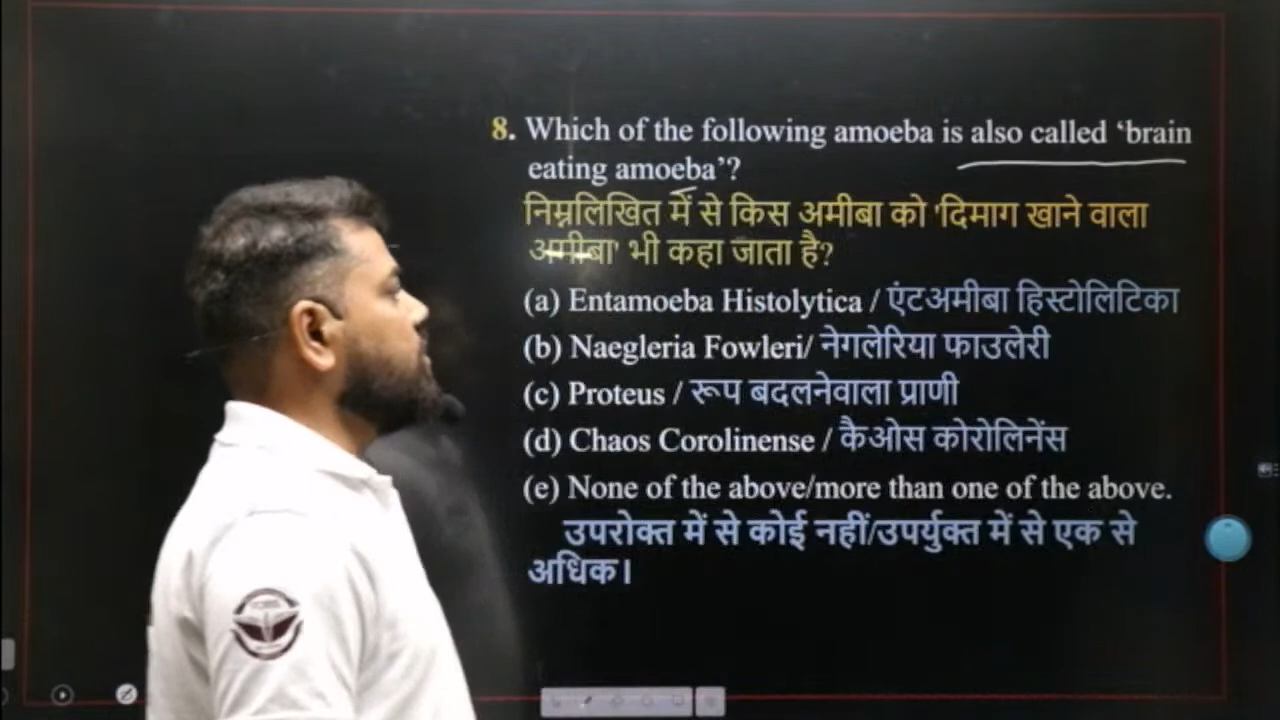 8. Which of the following amoeba is also called ‘brain
eating amoeba’?
निम्नलिखित में से किस अमीबा को 'दिमाग खाने वाला
अमीबा' भी कहा जाता है?
(a) Entamoeba Histolytica / एंटअमीबा हिस्टोलिटिका
(b) Naegleria Fowleri/ नेगलेरिया फाउलेरी
(c) Proteus / रूप बदलनेवाला प्राणी
(d) Chaos Corolinense / कैओस कोरोलिनेंस
(e) None of the above/more than one of the above.
उपरोक्त में से कोई नहीं/उपर्युक्त में से एक से
अधिक।